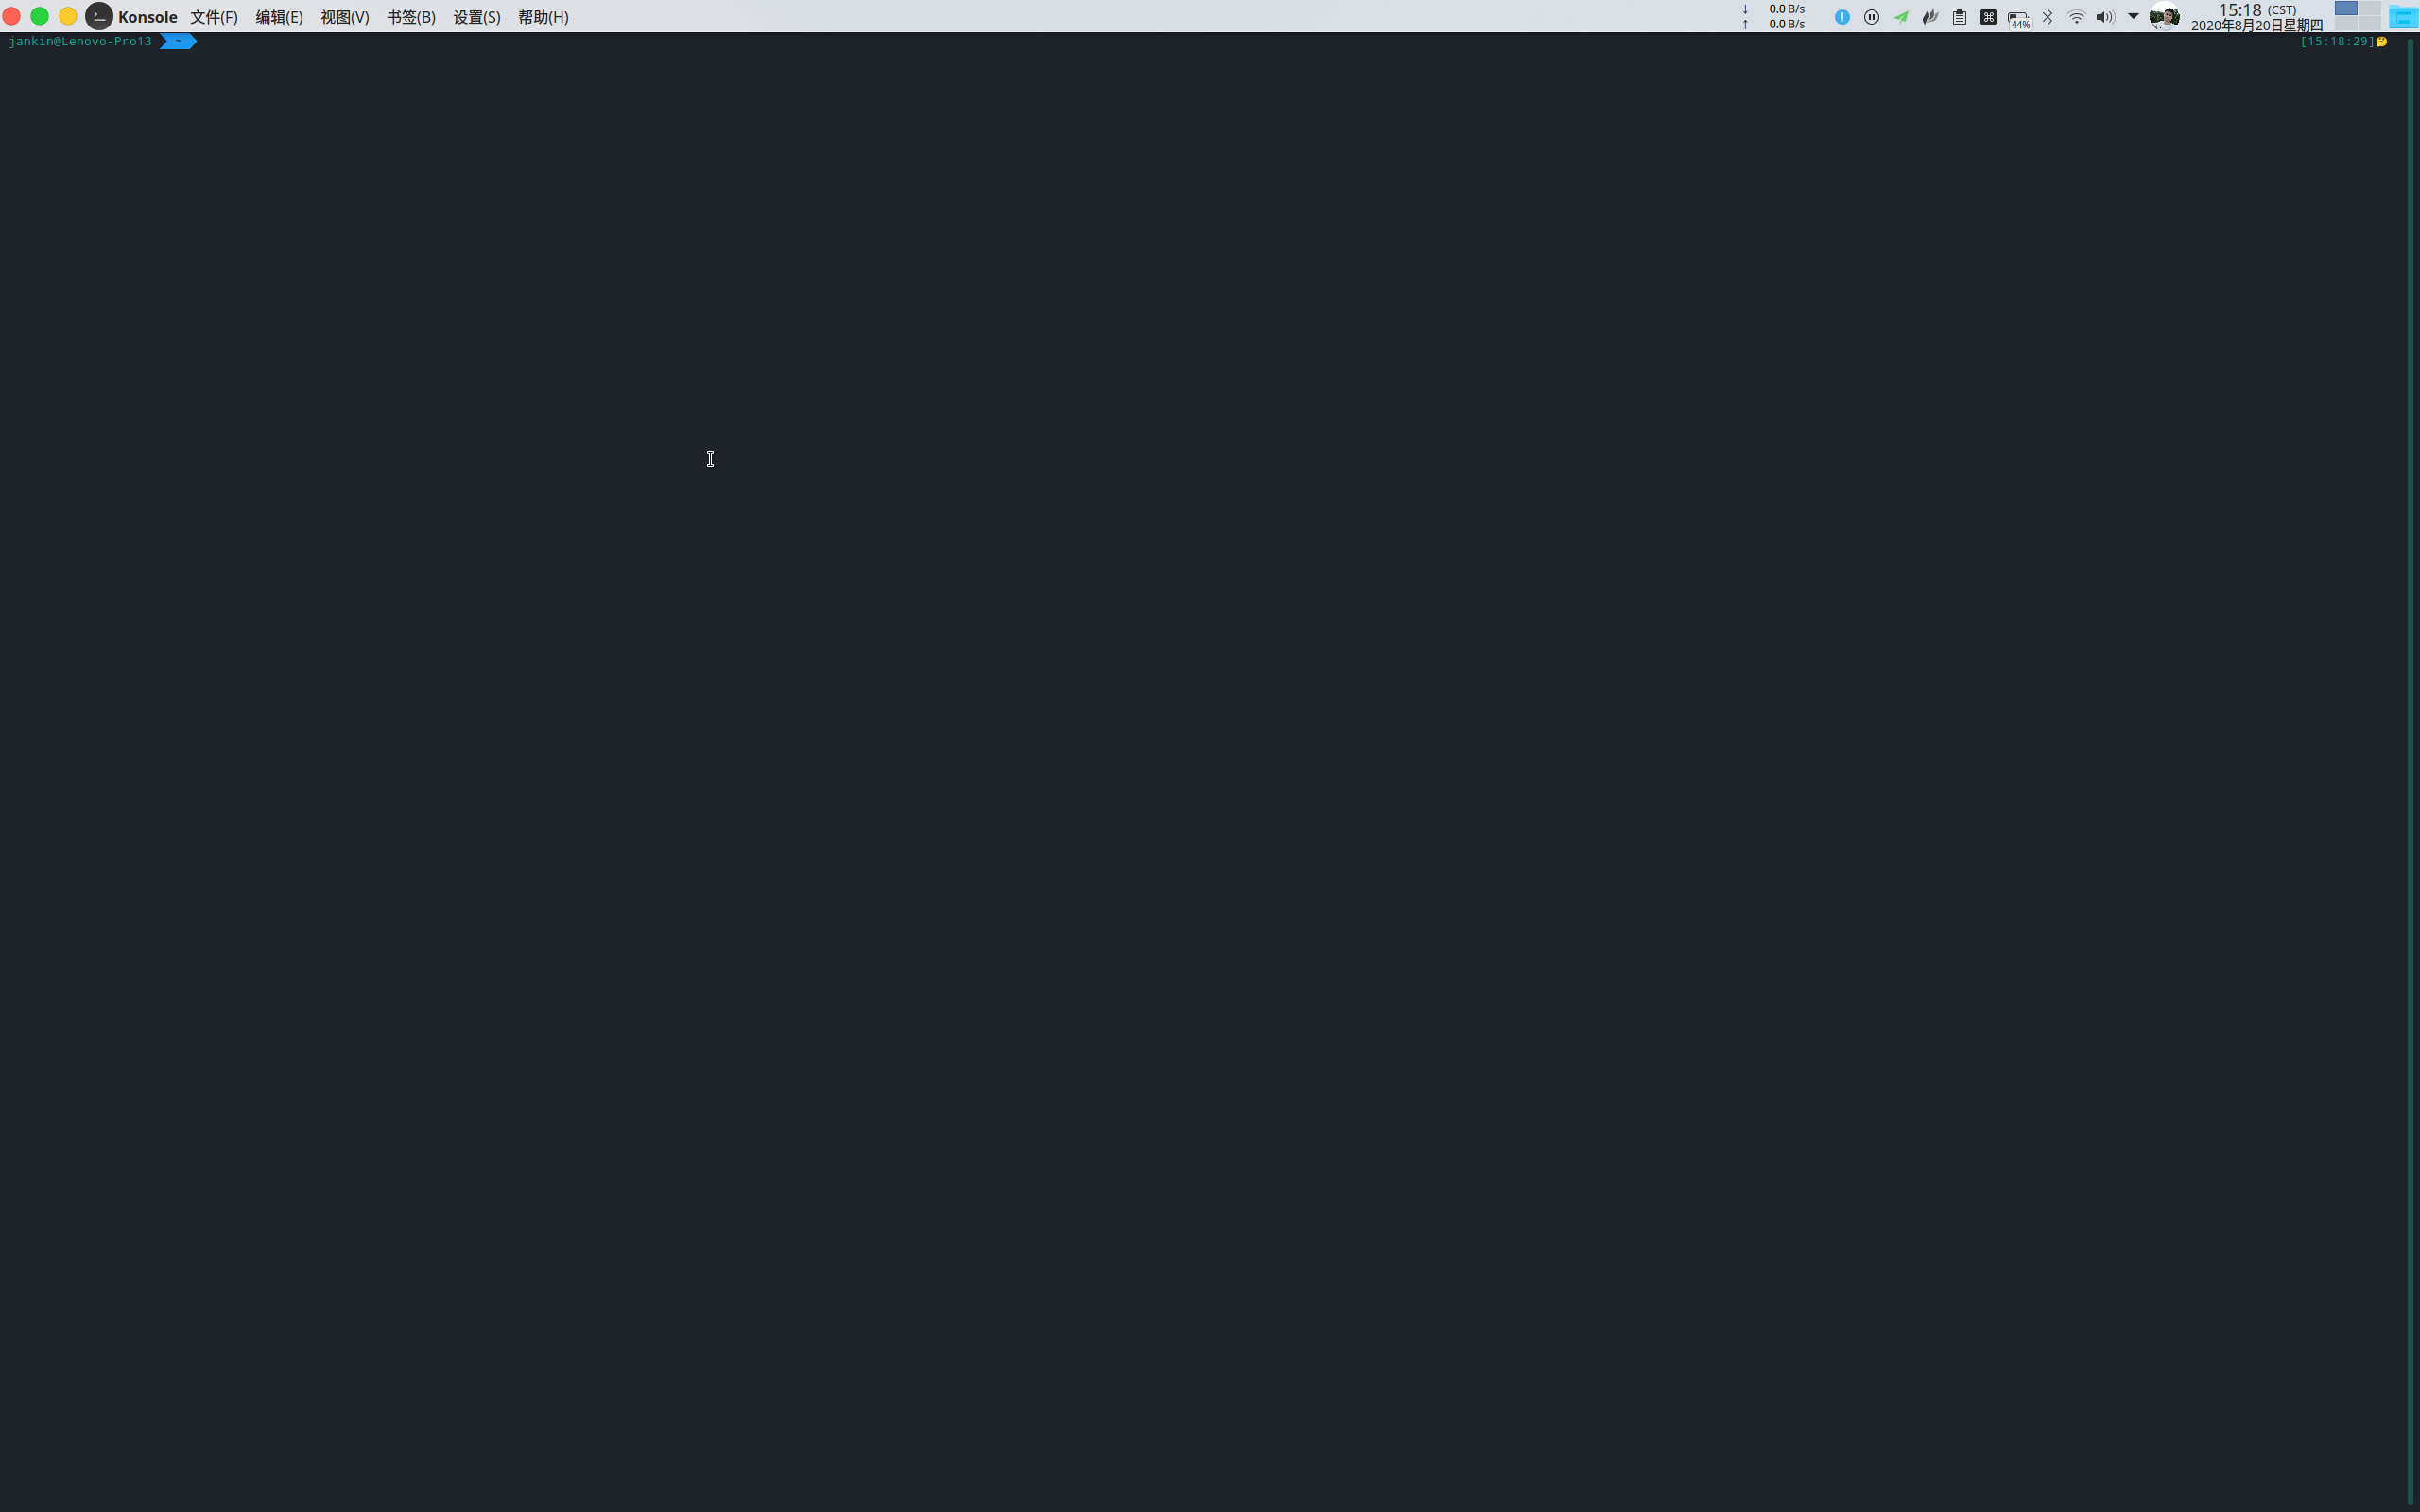 Konsole 文件(F) 编辑(E) 视图(V) 书签(B) 设置(S) 帮助(H)
↓ 0.0 B/s
↑ 0.0 B/s
44%
15:18 (CST)
2020年8月20日星期四
jankin@Lenovo-Pro13 ~ [15:18:29]🤔